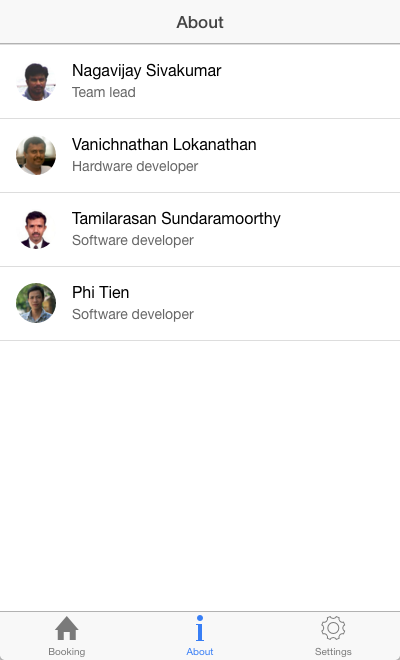 About
Nagavijay Sivakumar
Team lead
Vanichnathan Lokanathan
Hardware developer
Tamilarasan Sundaramoorthy
Software developer
Phi Tien
Software developer
Booking
About
Settings